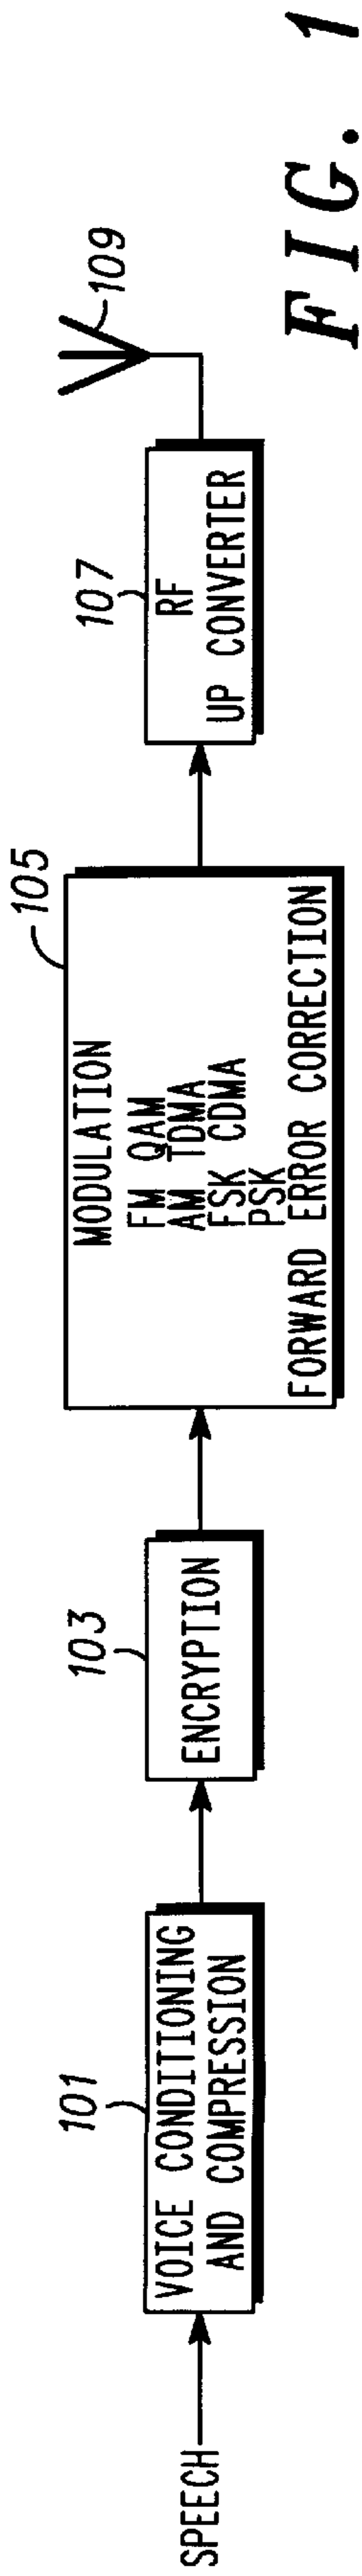 SPEECH
101
VOICE CONDITIONING
AND COMPRESSION
103
ENCRYPTION
105
MODULATION
FM QAM
AM TDMA
FSK CDMA
PSK
FORWARD ERROR CORRECTION
107
RF
UP CONVERTER
109
FIG. 1